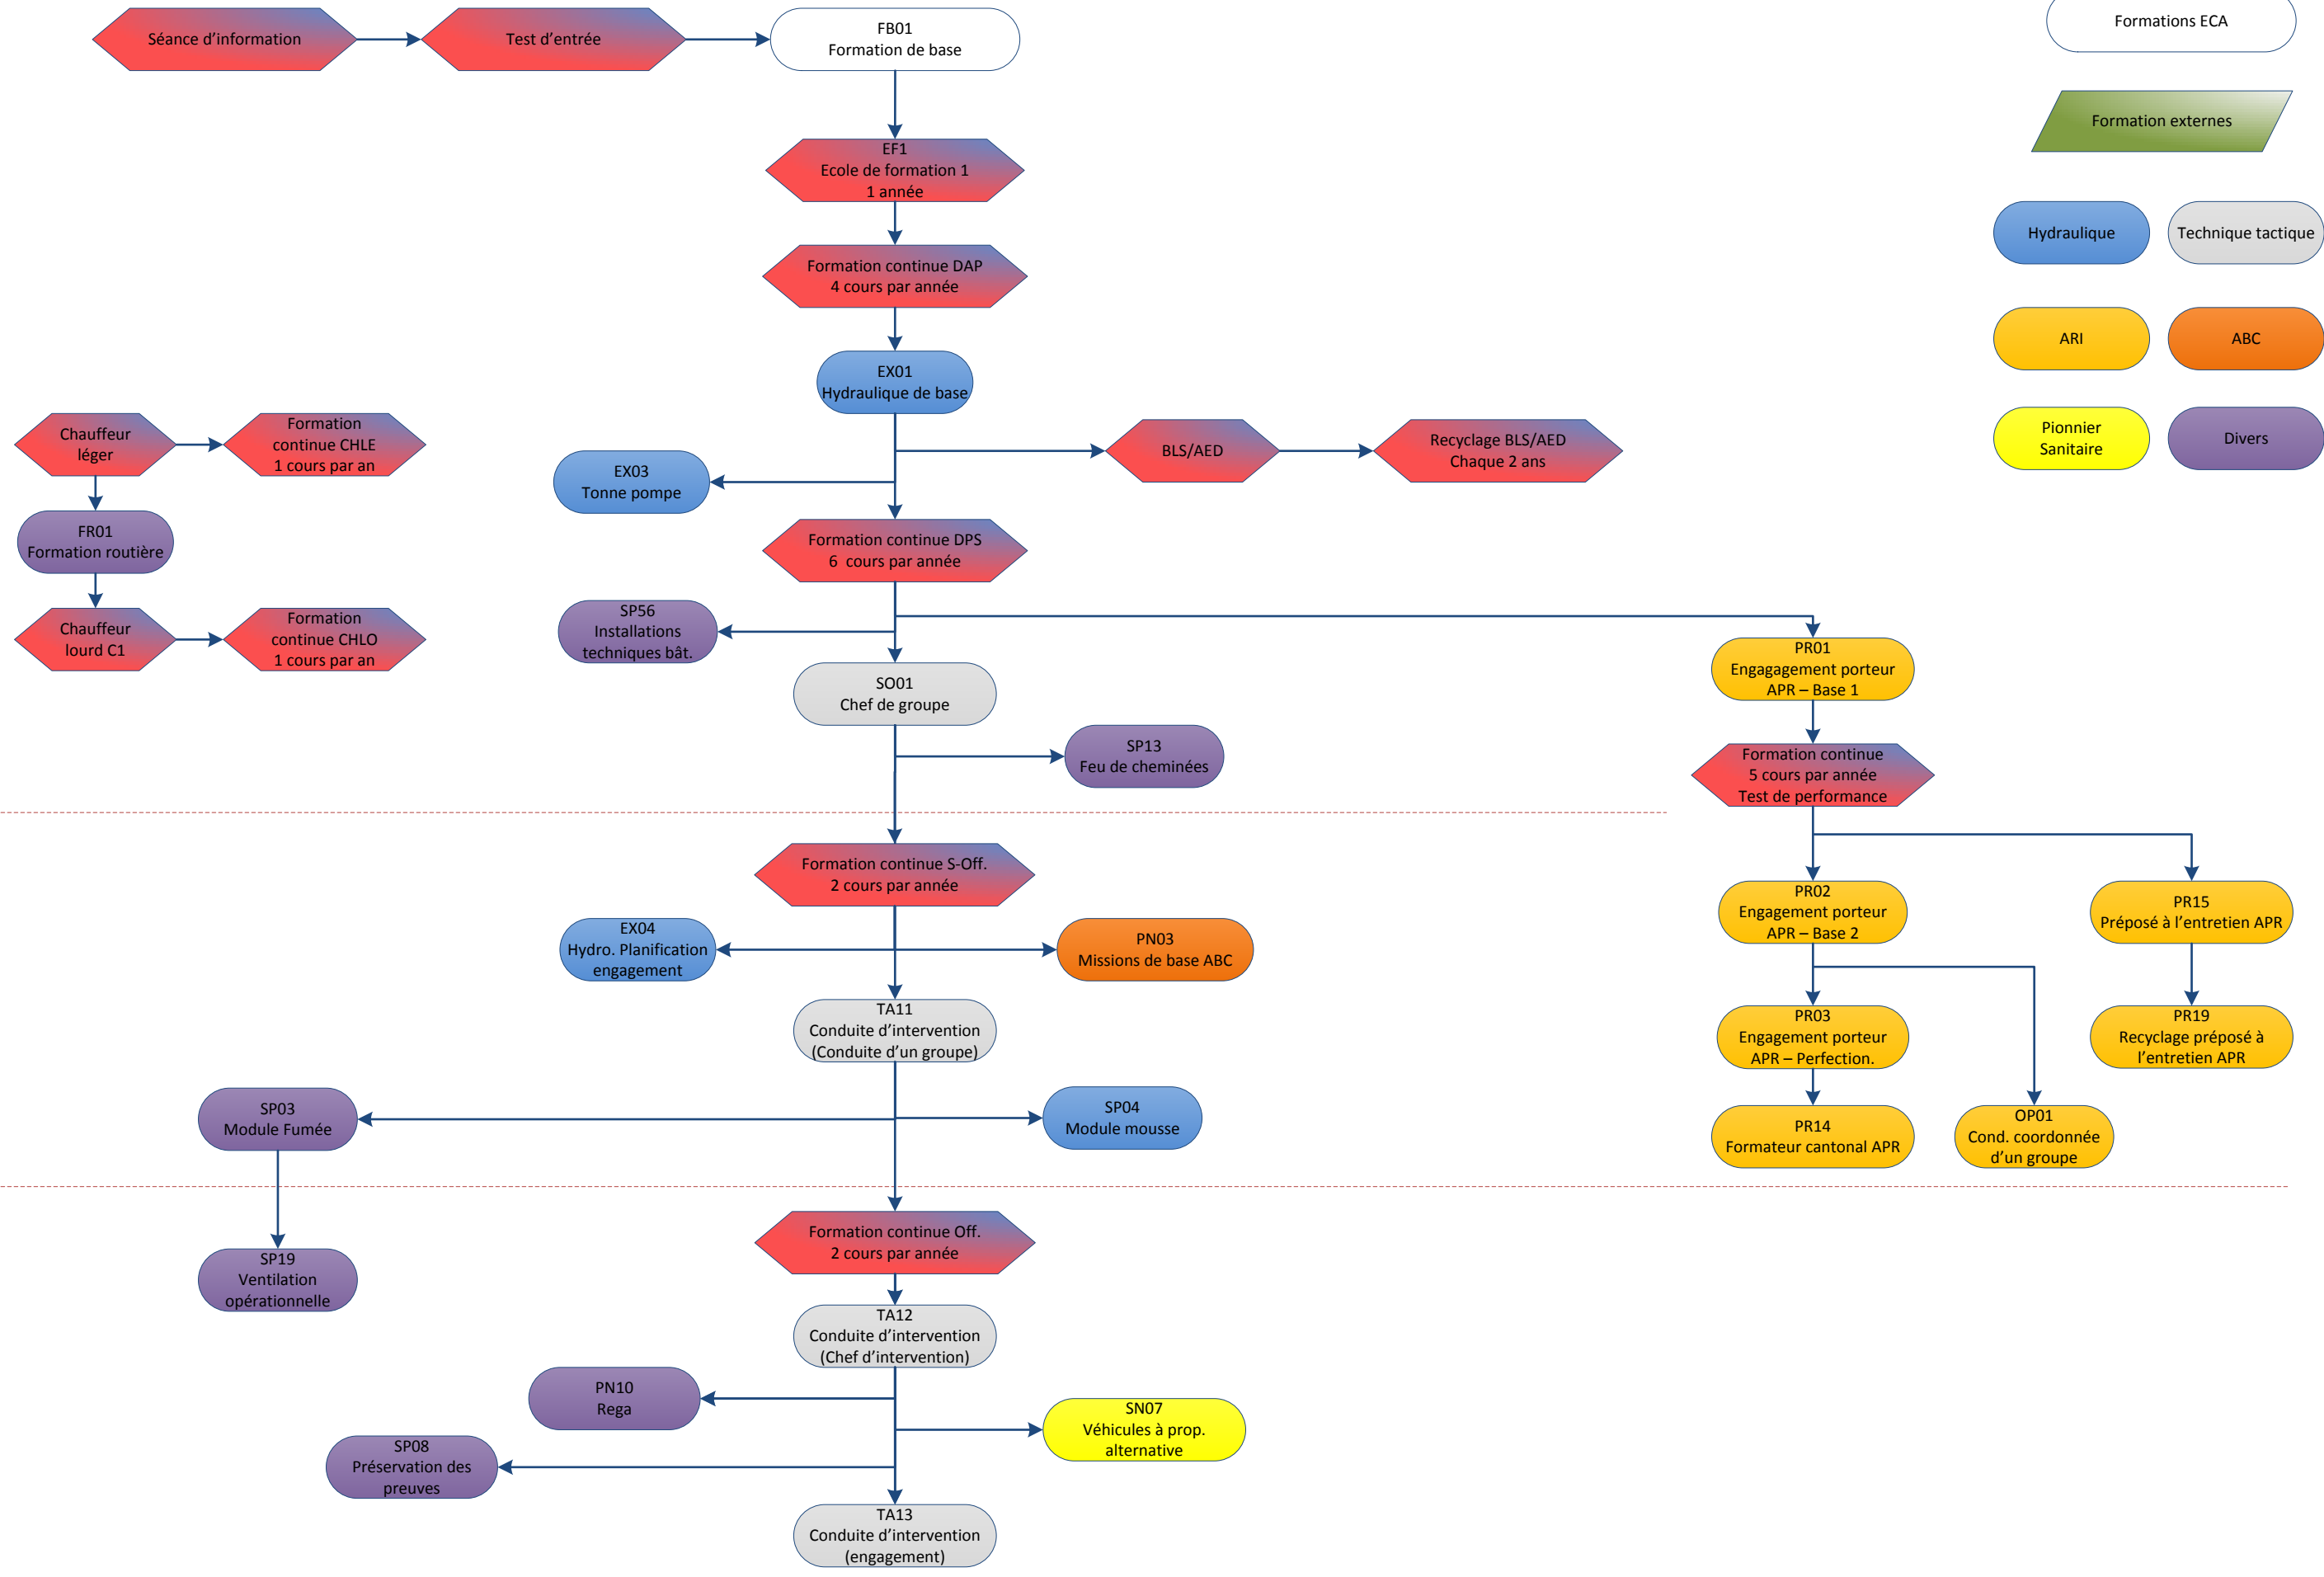 Séance d’information
Test d’entrée
FB01
Formation de base
Formations ECA
Formation externes
EF1
Ecole de formation 1
1 année
Hydraulique
Technique tactique
Formation continue DAP
4 cours par année
ARI
ABC
EX01
Hydraulique de base
Pionnier
Sanitaire
Divers
Chauffeur
léger
Formation
continue CHLE
1 cours par an
BLS/AED
Recyclage BLS/AED
Chaque 2 ans
EX03
Tonne pompe
FR01
Formation routière
Formation continue DPS
6  cours par année
Chauffeur
lourd C1
Formation
continue CHLO
1 cours par an
SP56
Installations
techniques bât.
PR01
Engagagement porteur
APR – Base 1
SO01
Chef de groupe
SP13
Feu de cheminées
Formation continue
5 cours par année
Test de performance
Formation continue S-Off.
2 cours par année
PR02
Engagement porteur
APR – Base 2
PR15
Préposé à l’entretien APR
EX04
Hydro. Planification
engagement
PN03
Missions de base ABC
TA11
Conduite d’intervention
(Conduite d’un groupe)
PR03
Engagement porteur
APR – Perfection.
PR19
Recyclage préposé à
l’entretien APR
SP03
Module Fumée
SP04
Module mousse
PR14
Formateur cantonal APR
OP01
Cond. coordonnée
d’un groupe
Formation continue Off.
2 cours par année
SP19
Ventilation
opérationnelle
TA12
Conduite d’intervention
(Chef d’intervention)
PN10
Rega
SN07
Véhicules à prop.
alternative
SP08
Préservation des
preuves
TA13
Conduite d’intervention
(engagement)